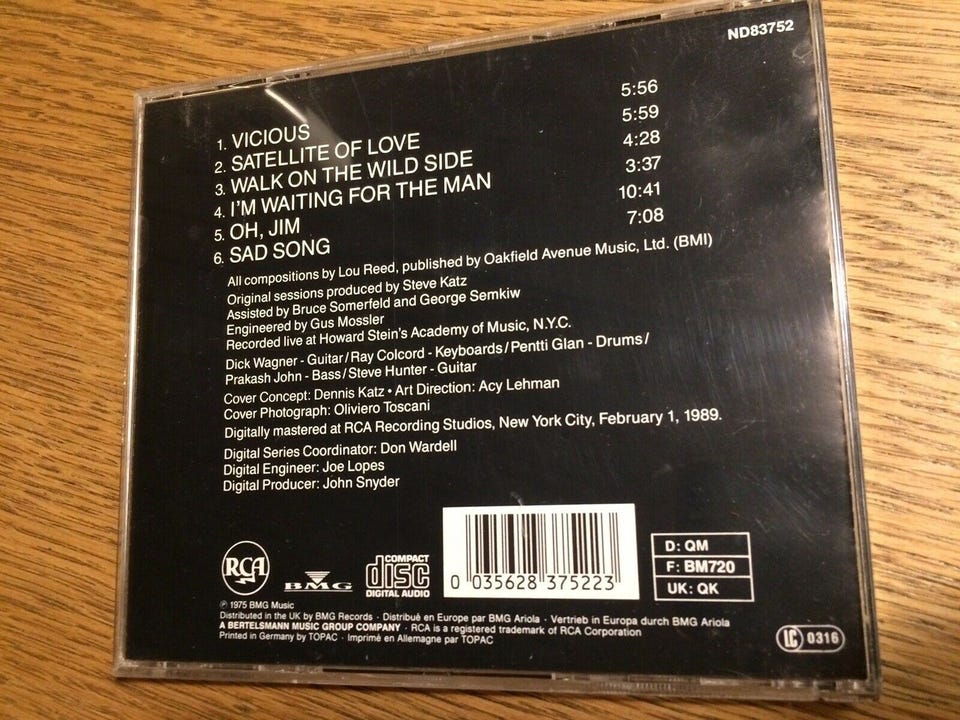 ND83752
1. VICIOUS 5:56
2. SATELLITE OF LOVE 5:59
3. WALK ON THE WILD SIDE 4:28
4. I'M WAITING FOR THE MAN 3:37
5. OH, JIM 10:41
6. SAD SONG 7:08
All compositions by Lou Reed, published by Oakfield Avenue Music, Ltd. (BMI)
Original sessions produced by Steve Katz
Assisted by Bruce Somerfeld and George Semkiw
Engineered by Gus Mossler
Recorded live at Howard Stein's Academy of Music, N.Y.C.
Dick Wagner - Guitar / Ray Colcord - Keyboards / Pentti Glan - Drums /
Prakash John - Bass / Steve Hunter - Guitar
Cover Concept: Dennis Katz • Art Direction: Acy Lehman
Cover Photograph: Oliviero Toscani
Digitally mastered at RCA Recording Studios, New York City, February 1, 1989.
Digital Series Coordinator: Don Wardell
Digital Engineer: Joe Lopes
Digital Producer: John Snyder
RCA
BMG
COMPACT
disc
DIGITAL AUDIO
0 035628 375223
D: QM
F: BM720
UK: QK
℗ 1975 BMG Music
Distributed in the UK by BMG Records · Distribué en Europe par BMG Ariola · Vertrieb in Europa durch BMG Ariola
A BERTELSMANN MUSIC GROUP COMPANY · RCA is a registered trademark of RCA Corporation
Printed in Germany by TOPAC · Imprimé en Allemagne par TOPAC
LC 0316